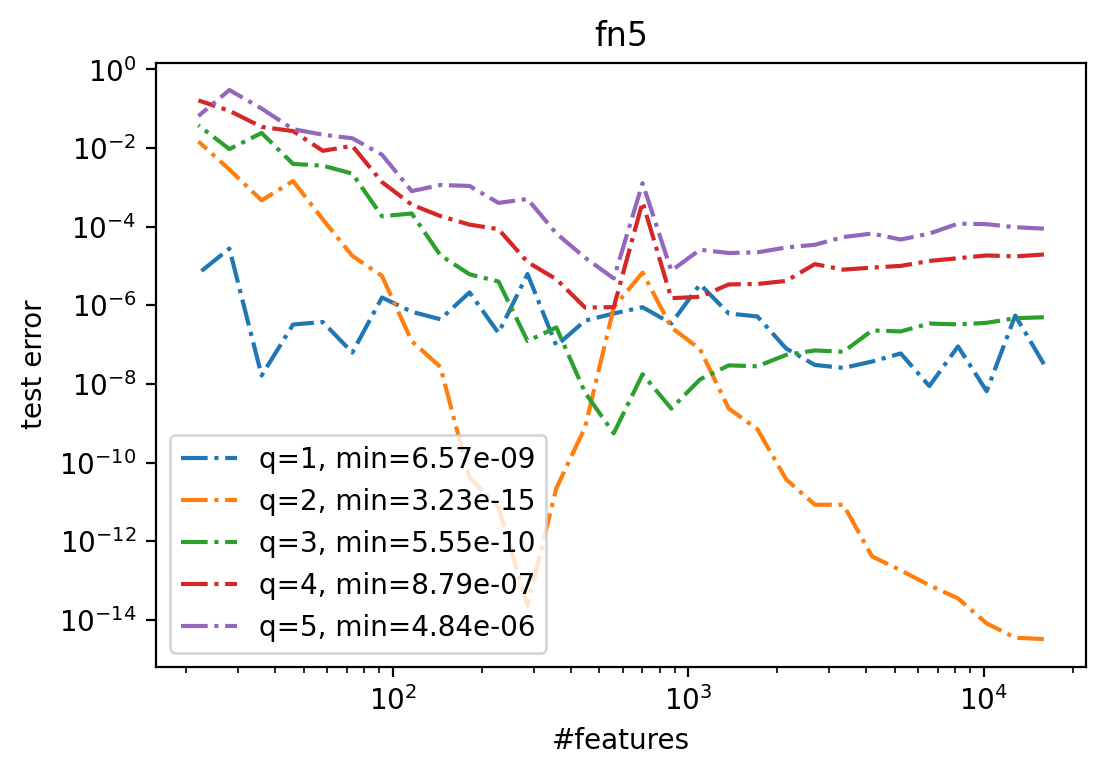 fn5
10^0
10^-2
10^-4
10^-6
10^-8
10^-10
10^-12
10^-14
test error
q=1, min=6.57e-09
q=2, min=3.23e-15
q=3, min=5.55e-10
q=4, min=8.79e-07
q=5, min=4.84e-06
10^2 10^3 10^4
#features